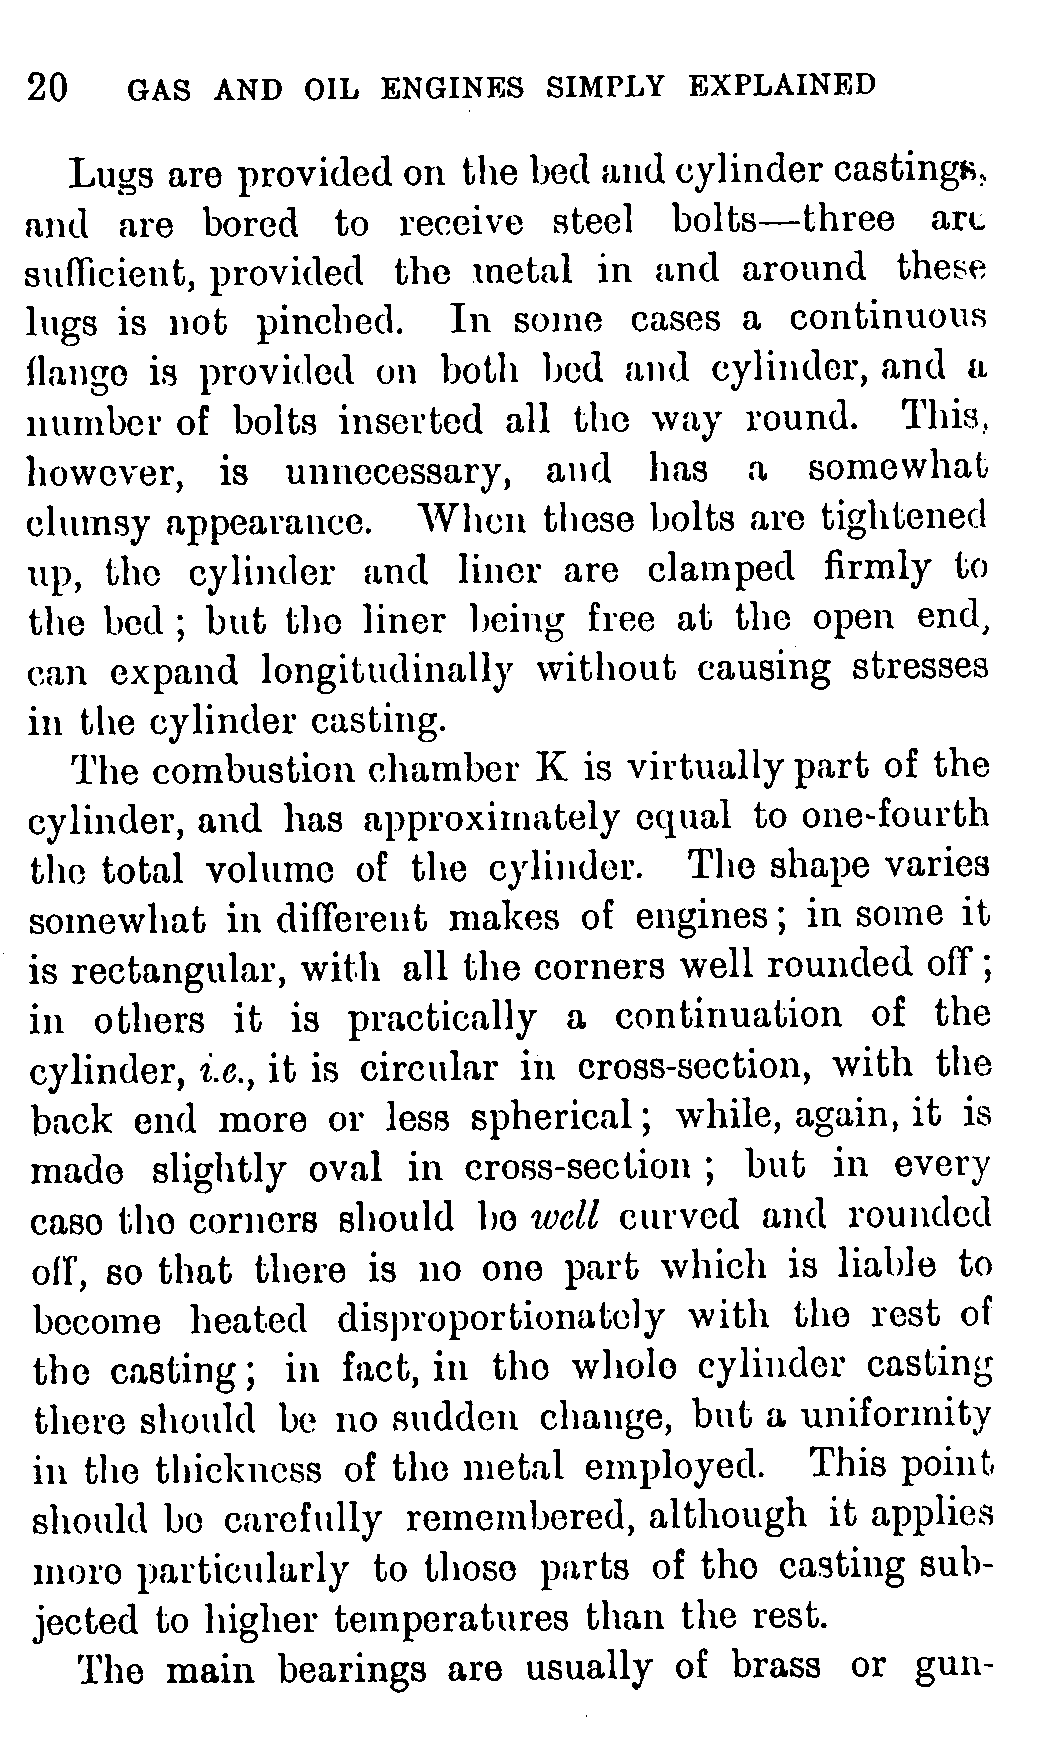 20 GAS AND OIL ENGINES SIMPLY EXPLAINED
Lugs are provided on the bed and cylinder castings,
and are bored to receive steel bolts—three are
sufficient, provided the metal in and around these
lugs is not pinched. In some cases a continuous
flange is provided on both bed and cylinder, and a
number of bolts inserted all the way round. This,
however, is unnecessary, and has a somewhat
clumsy appearance. When these bolts are tightened
up, the cylinder and liner are clamped firmly to
the bed ; but the liner being free at the open end,
can expand longitudinally without causing stresses
in the cylinder casting.
The combustion chamber K is virtually part of the
cylinder, and has approximately equal to one-fourth
the total volume of the cylinder. The shape varies
somewhat in different makes of engines ; in some it
is rectangular, with all the corners well rounded off ;
in others it is practically a continuation of the
cylinder, i.e., it is circular in cross-section, with the
back end more or less spherical ; while, again, it is
made slightly oval in cross-section ; but in every
case the corners should be well curved and rounded
off, so that there is no one part which is liable to
become heated disproportionately with the rest of
the casting ; in fact, in the whole cylinder casting
there should be no sudden change, but a uniformity
in the thickness of the metal employed. This point
should be carefully remembered, although it applies
more particularly to those parts of the casting sub-
jected to higher temperatures than the rest.
The main bearings are usually of brass or gun-